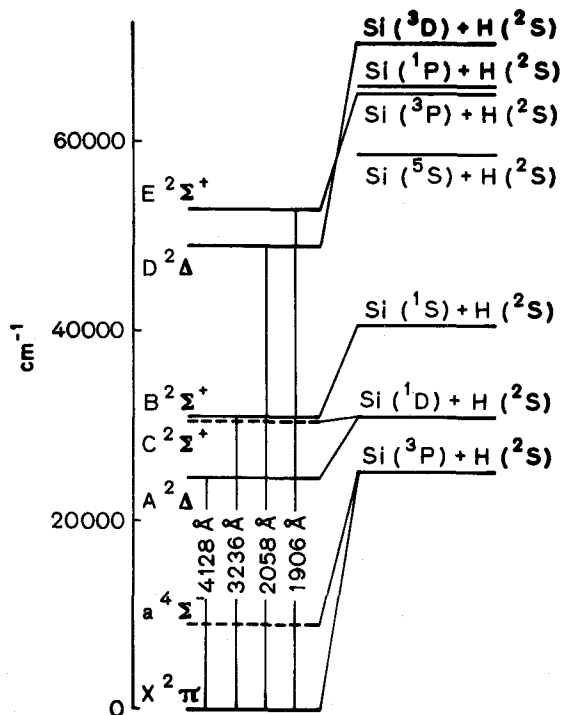 Si (³D) + H (²S)
Si (¹P) + H (²S)
Si (³P) + H (²S)
Si (⁵S) + H (²S)
60000
E ²Σ⁺
D ²Δ
40000
cm⁻¹
Si (¹S) + H (²S)
B ²Σ⁺
Si (¹D) + H (²S)
C ²Σ⁺
Si (³P) + H (²S)
A ²Δ
20000
4128 Å
3236 Å
2058 Å
1906 Å
a ⁴Σ⁻
X ²π
0